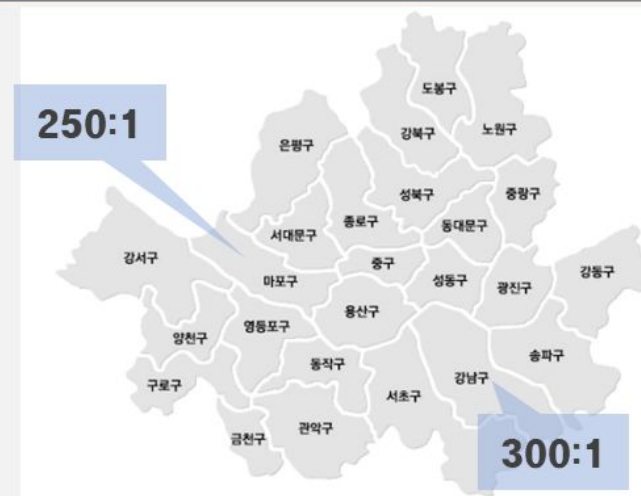 250:1
도봉구
강북구
노원구
은평구
성북구
중랑구
종로구
동대문구
서대문구
강서구
중구
마포구
성동구
광진구
강동구
용산구
양천구
영등포구
동작구
송파구
강남구
구로구
서초구
금천구
관악구
300:1